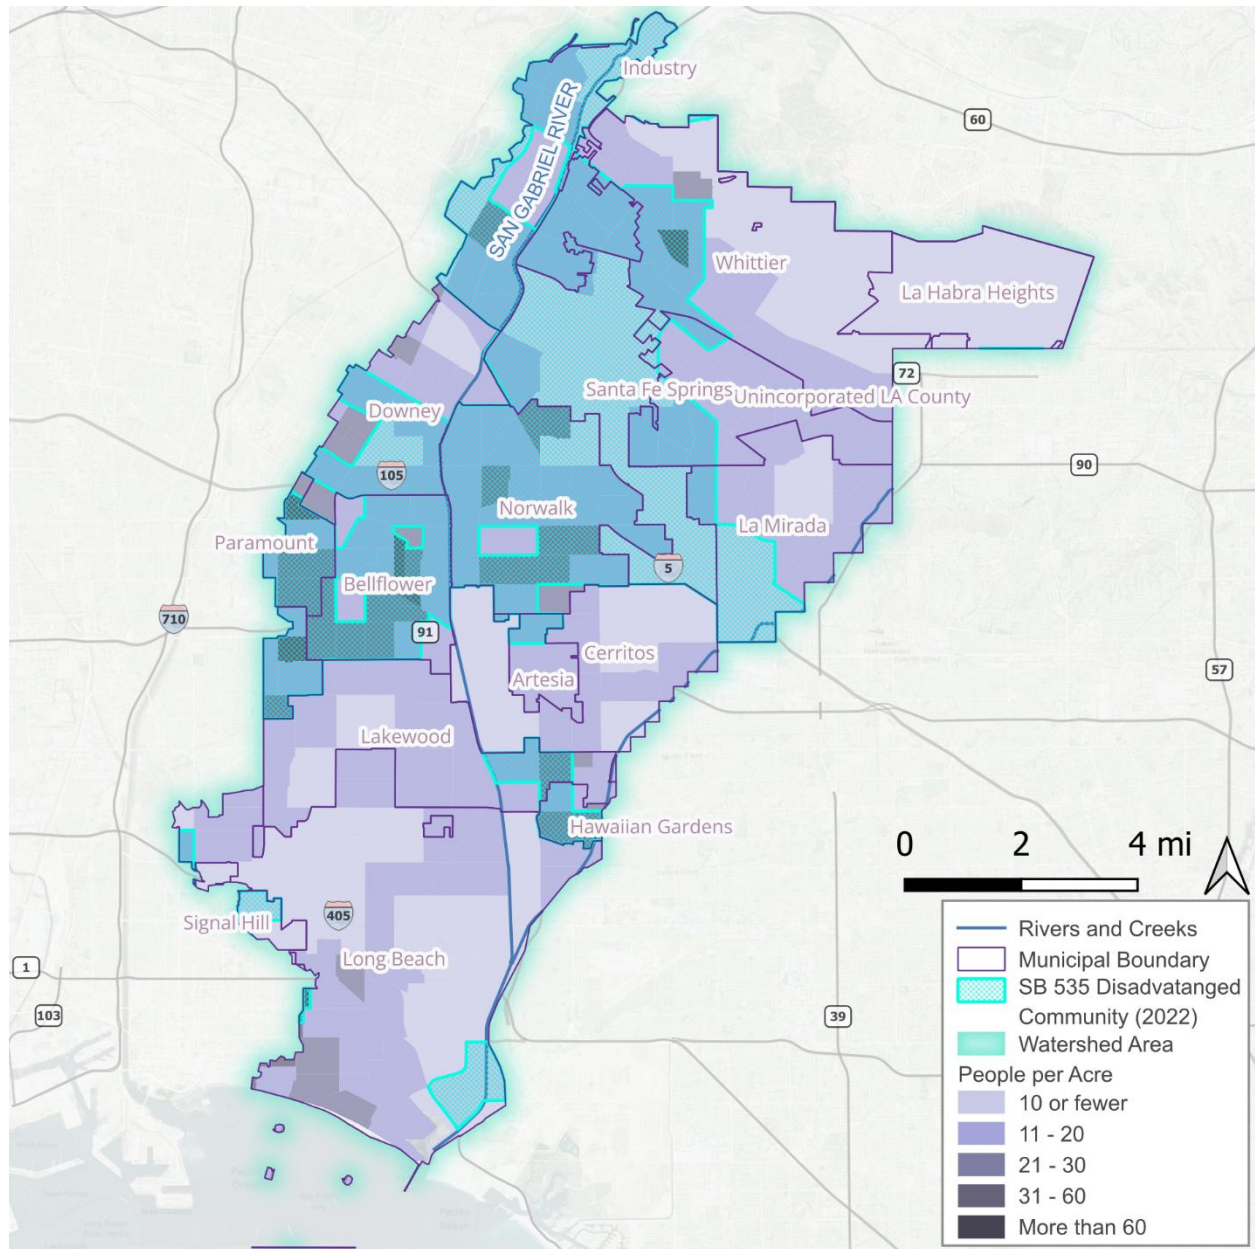 Industry
SAN GABRIEL RIVER
60
Whittier
La Habra Heights
72
Santa Fe Springs
Unincorporated LA County
Downey
105
90
Norwalk
La Mirada
Paramount
Bellflower
5
710
91
Cerritos
Artesia
57
Lakewood
Hawaiian Gardens
0 2 4 mi
Signal Hill
405
Long Beach
1
103
39
Rivers and Creeks
Municipal Boundary
SB 535 Disadvatanged
Community (2022)
Watershed Area
People per Acre
10 or fewer
11 - 20
21 - 30
31 - 60
More than 60